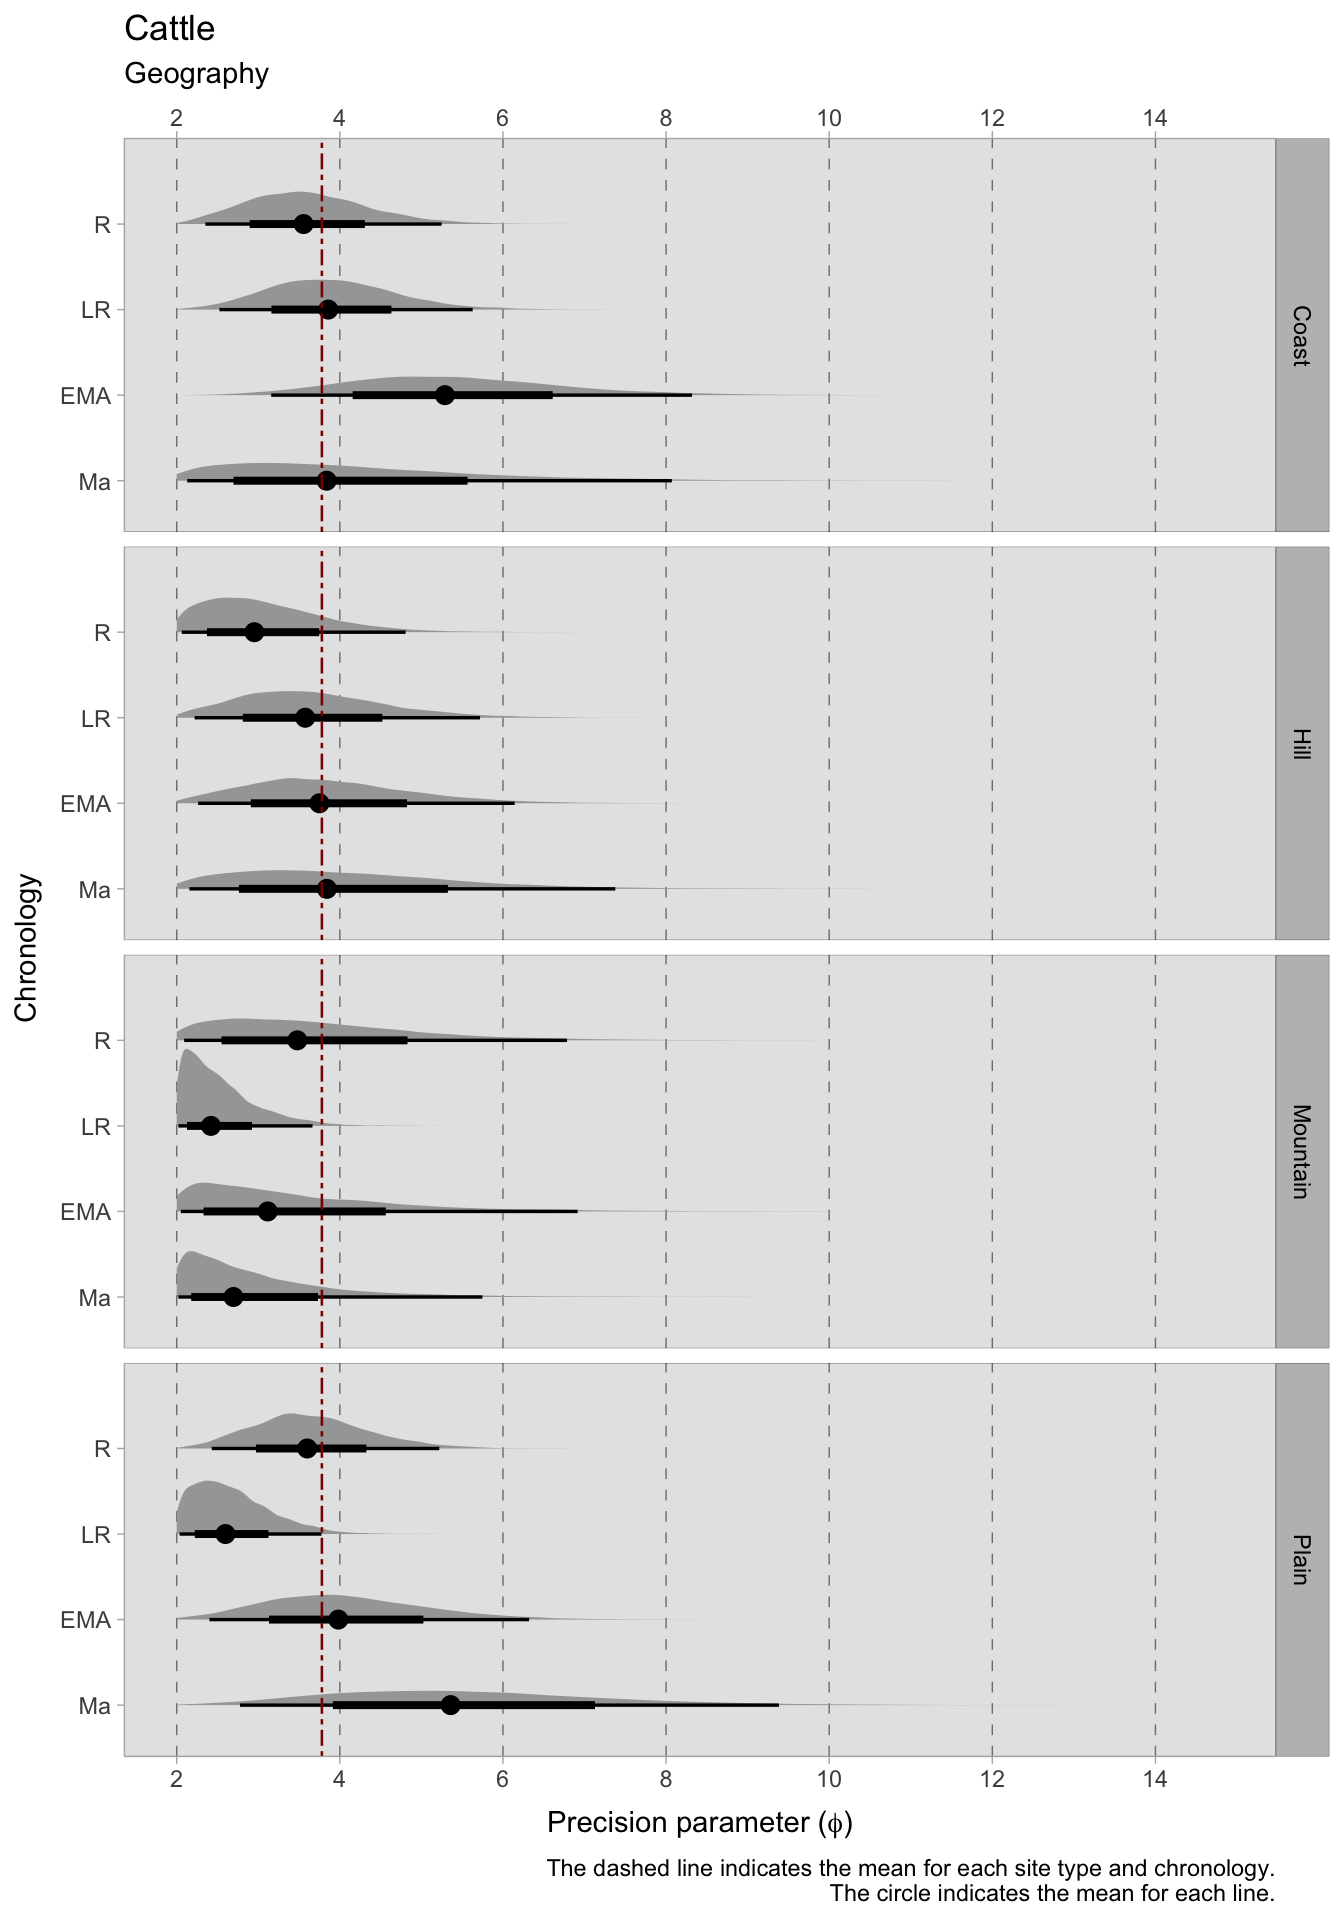 Cattle
Geography
2 4 6 8 10 12 14
R
LR
EMA
Ma
Coast
R
LR
EMA
Ma
Hill
Chronology
R
LR
EMA
Ma
Mountain
R
LR
EMA
Ma
Plain
2 4 6 8 10 12 14
Precision parameter (ϕ)
The dashed line indicates the mean for each site type and chronology.
The circle indicates the mean for each line.